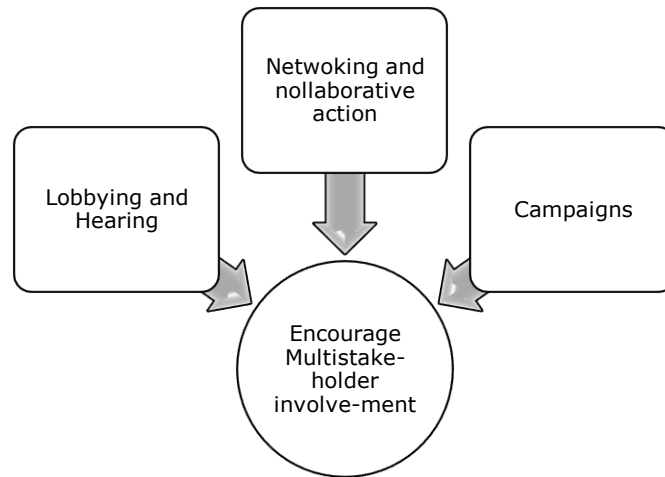 Netwoking and
nollaborative
action
Lobbying and
Hearing
Campaigns
Encourage
Multistake-
holder
involve-ment